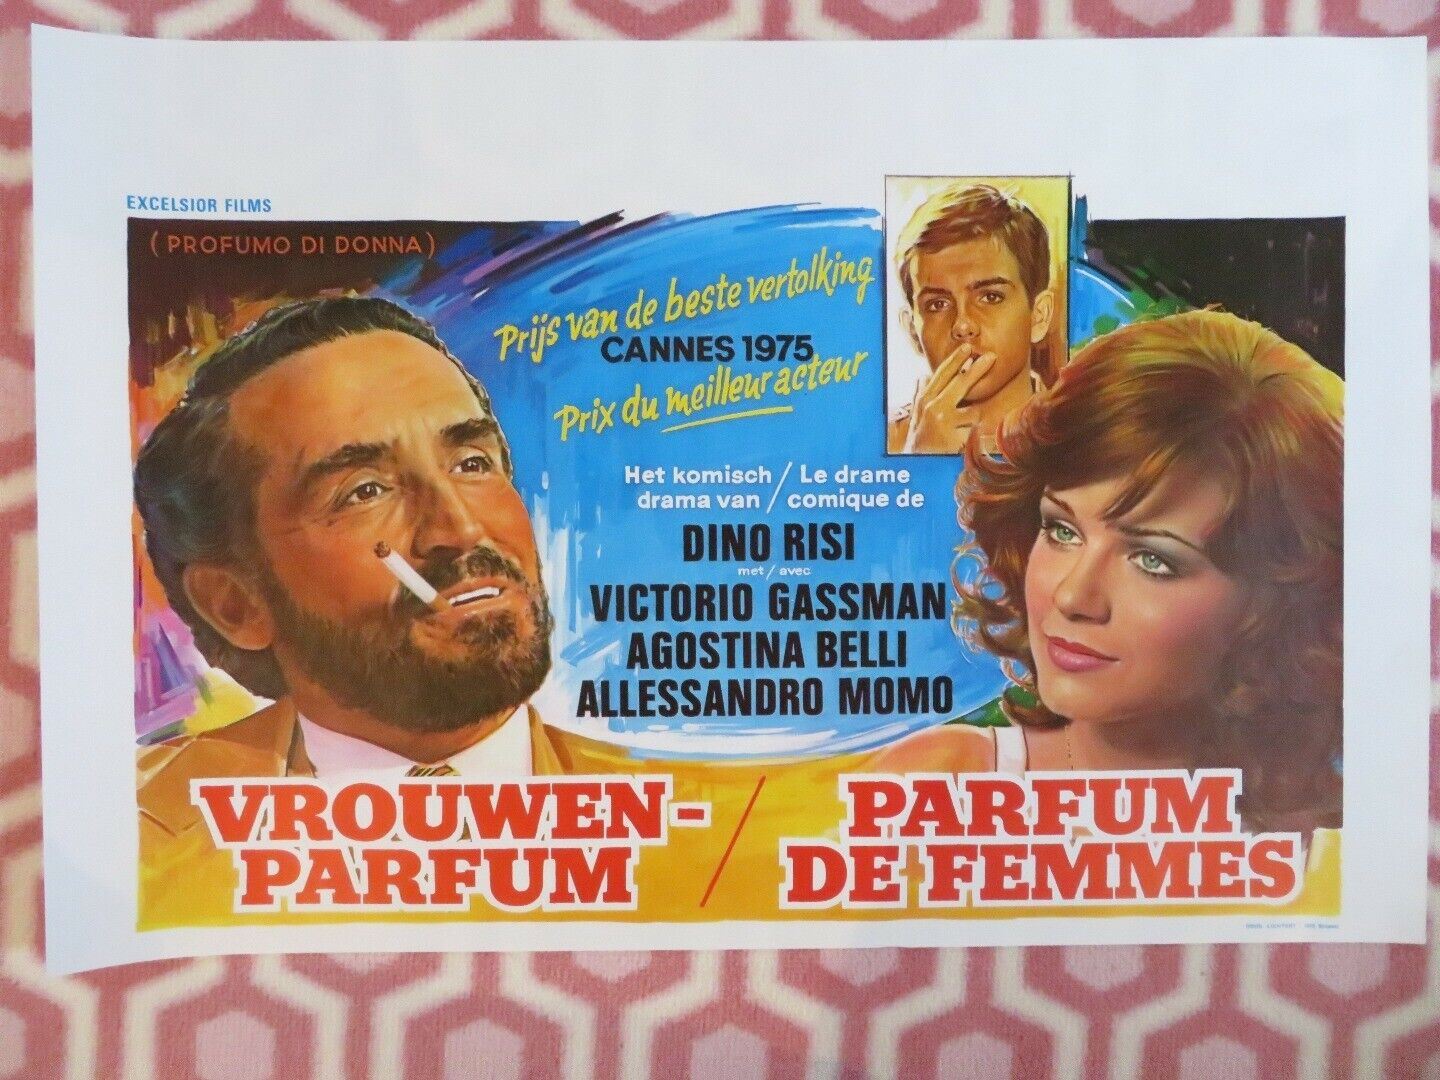 EXCELSIOR FILMS
(PROFUMO DI DONNA)
Prijs van de beste vertolking
CANNES 1975
Prix du meilleur acteur
Het komisch / Le drame
drama van / comique de
DINO RISI
met / avec
VICTORIO GASSMAN
AGOSTINA BELLI
ALLESSANDRO MOMO
VROUWEN- / PARFUM
PARFUM / DE FEMMES